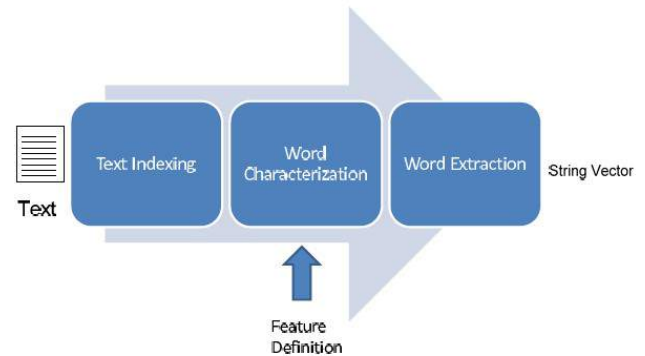 Text
Text Indexing
Word
Characterization
Word Extraction
String Vector
Feature
Definition